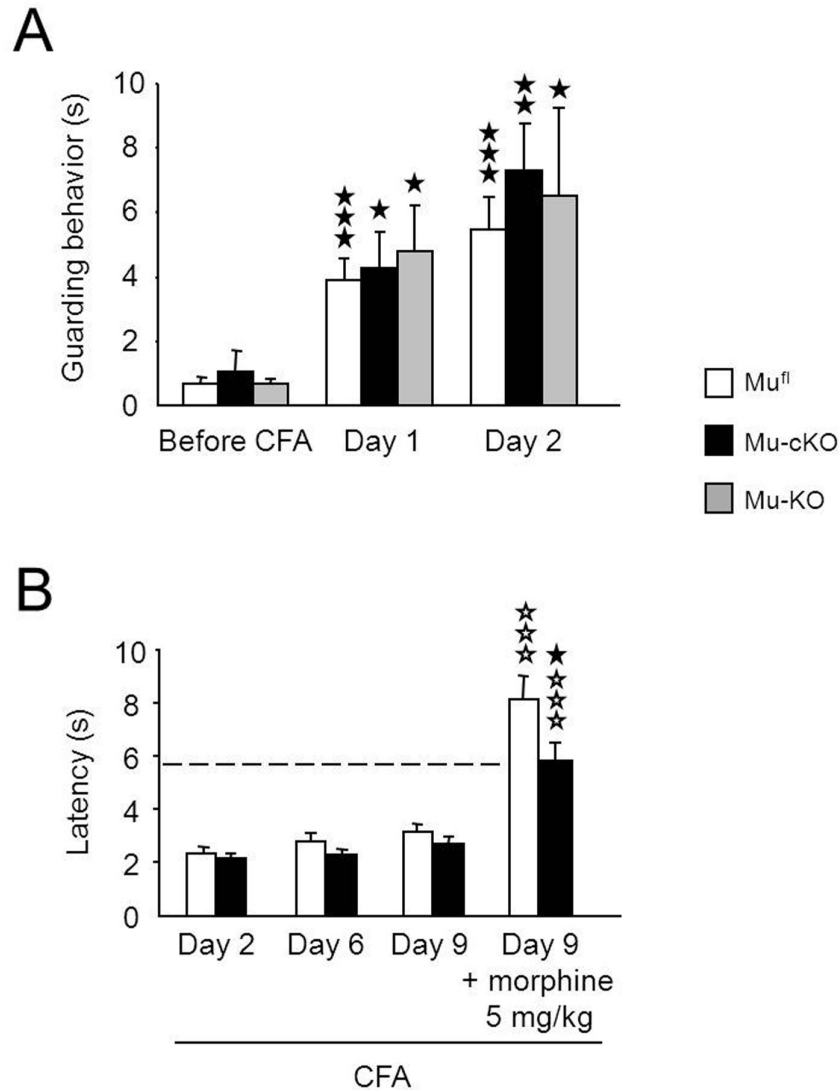 A
Guarding behavior (s)
10
8
6
4
2
0
Before CFA Day 1 Day 2
Muᶠˡ
Mu-cKO
Mu-KO
B
Latency (s)
10
8
6
4
2
0
Day 2 Day 6 Day 9 Day 9
+ morphine
5 mg/kg
CFA